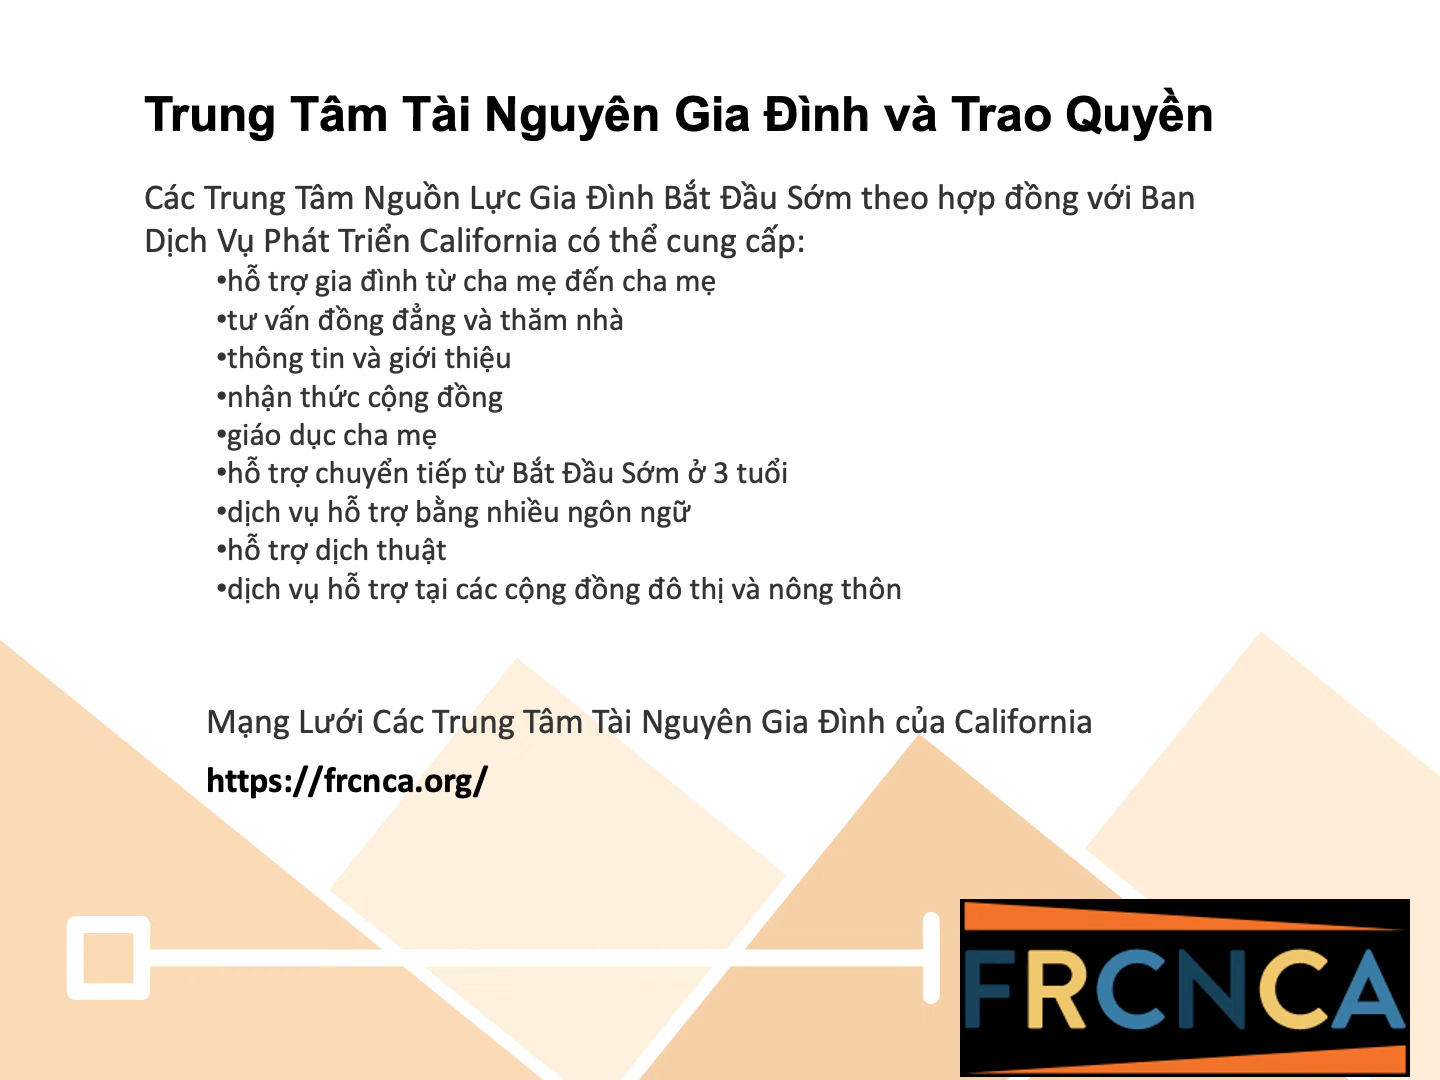 Trung Tâm Tài Nguyên Gia Đình và Trao Quyền
Các Trung Tâm Nguồn Lực Gia Đình Bắt Đầu Sớm theo hợp đồng với Ban
Dịch Vụ Phát Triển California có thể cung cấp:
•hỗ trợ gia đình từ cha mẹ đến cha mẹ
•tư vấn đồng đẳng và thăm nhà
•thông tin và giới thiệu
•nhận thức cộng đồng
•giáo dục cha mẹ
•hỗ trợ chuyển tiếp từ Bắt Đầu Sớm ở 3 tuổi
•dịch vụ hỗ trợ bằng nhiều ngôn ngữ
•hỗ trợ dịch thuật
•dịch vụ hỗ trợ tại các cộng đồng đô thị và nông thôn
Mạng Lưới Các Trung Tâm Tài Nguyên Gia Đình của California
https://frcnca.org/
FRCNCA